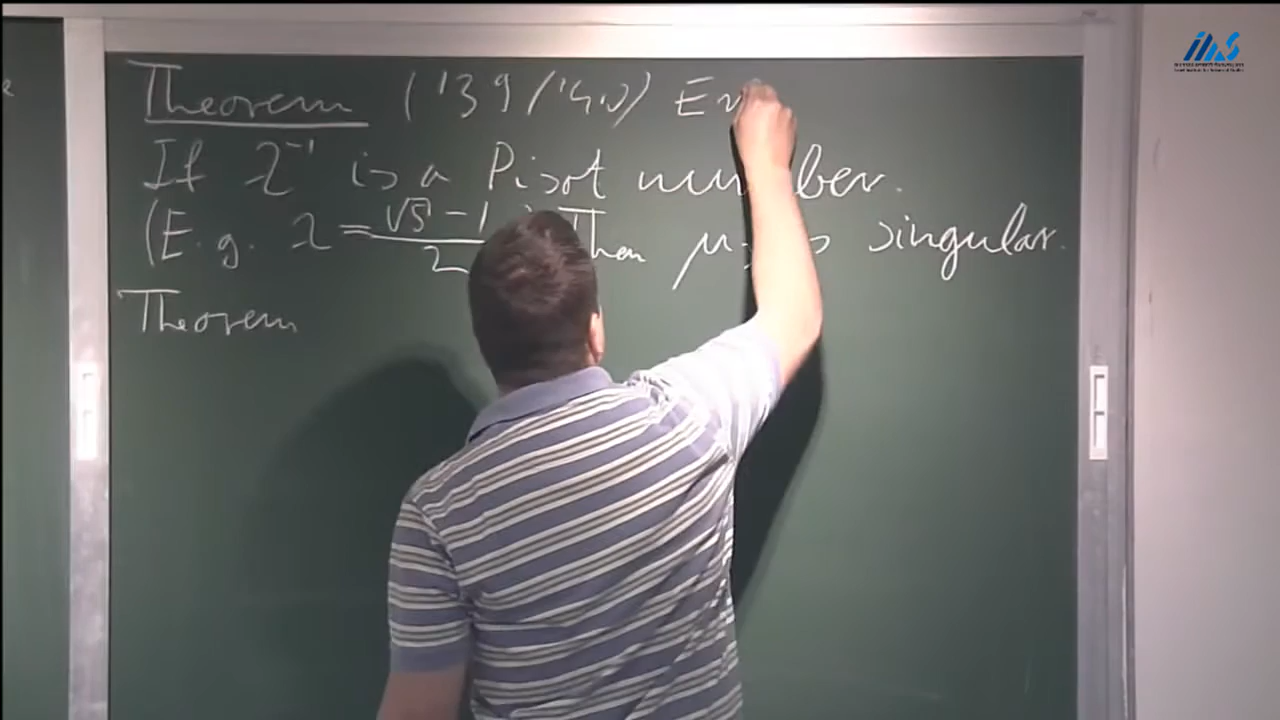 Theorem ('39/'40) Er
If λ⁻¹ is a Pisot number.
(E.g. λ = (√5 - 1)/2 Then μ singular.
Theorem